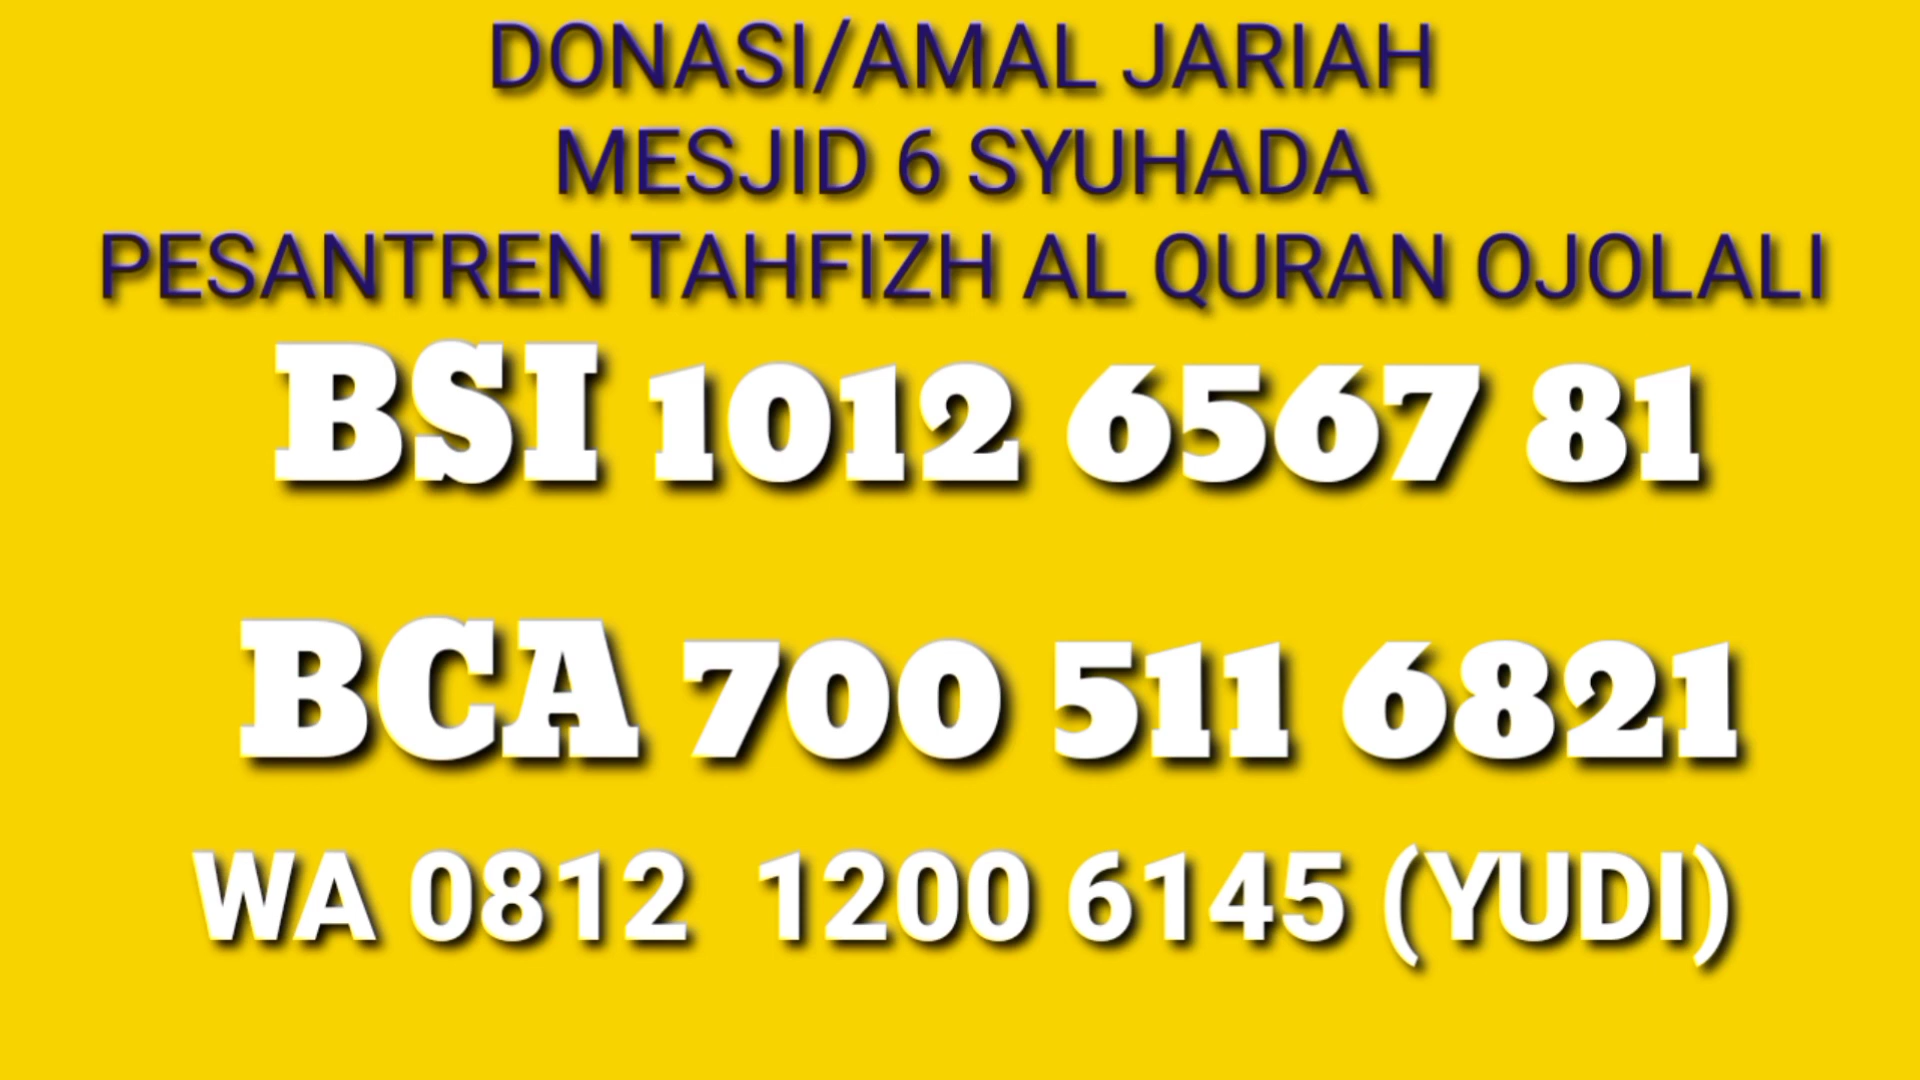 DONASI/AMAL JARIAH
MESJID 6 SYUHADA
PESANTREN TAHFIZH AL QURAN OJOLALI
BSI 1012 6567 81
BCA 700 511 6821
WA 0812  1200 6145 (YUDI)